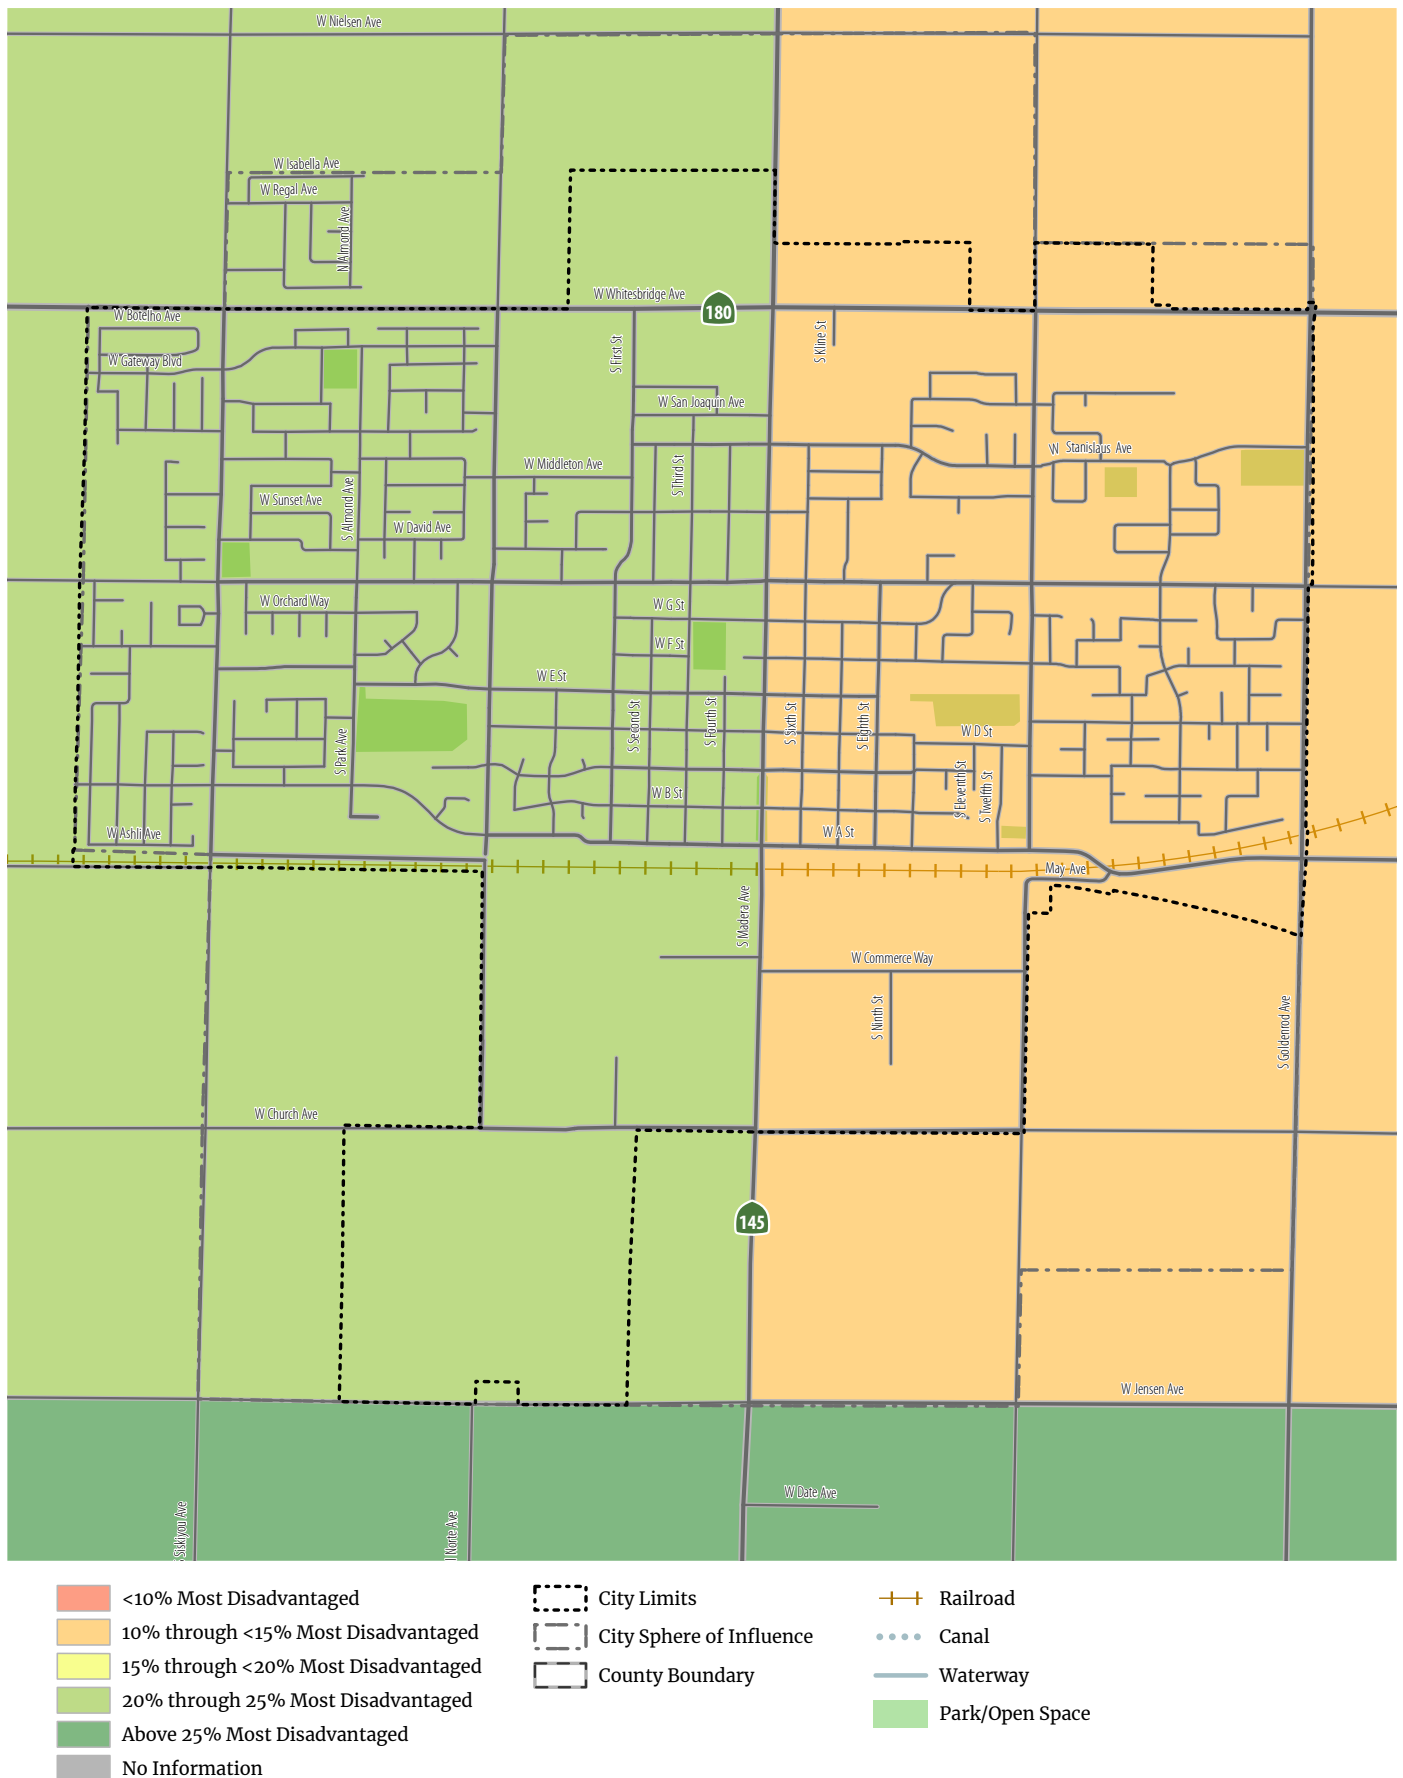 W Nielsen Ave
W Isabella Ave
W Regal Ave
N Almond Ave
W Whitesbridge Ave
180
W Botelho Ave
S First St
S Kline St
W Gateway Blvd
W San Joaquin Ave
W Stanislaus Ave
W Middleton Ave
S Third St
W Sunset Ave
S Almond Ave
W David Ave
W Orchard Way
W G St
W F St
W E St
S Second St
S Fourth St
S Sixth St
S Eighth St
W D St
S Park Ave
S Eleventh St
S Twelfth St
W B St
W Ashli Ave
W A St
May Ave
S Madera Ave
W Commerce Way
S Ninth St
S Goldenrod Ave
W Church Ave
145
W Jensen Ave
W Date Ave
Siskiyou Ave
Norte Ave
<10% Most Disadvantaged
10% through <15% Most Disadvantaged
15% through <20% Most Disadvantaged
20% through 25% Most Disadvantaged
Above 25% Most Disadvantaged
No Information
City Limits
City Sphere of Influence
County Boundary
Railroad
Canal
Waterway
Park/Open Space